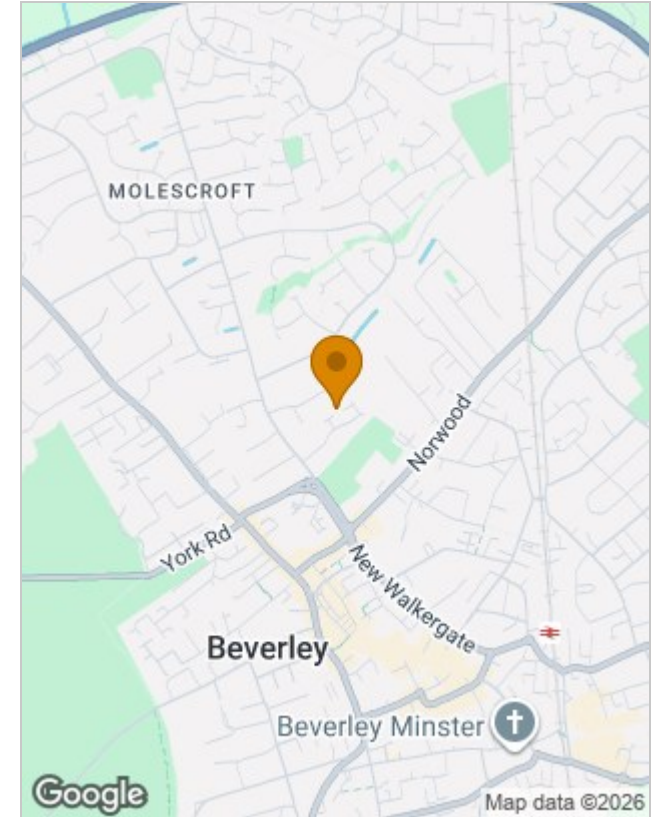 MOLESCROFT
Norwood
York Rd
New Walkergate
Beverley
Beverley Minster
Google
Map data ©2026